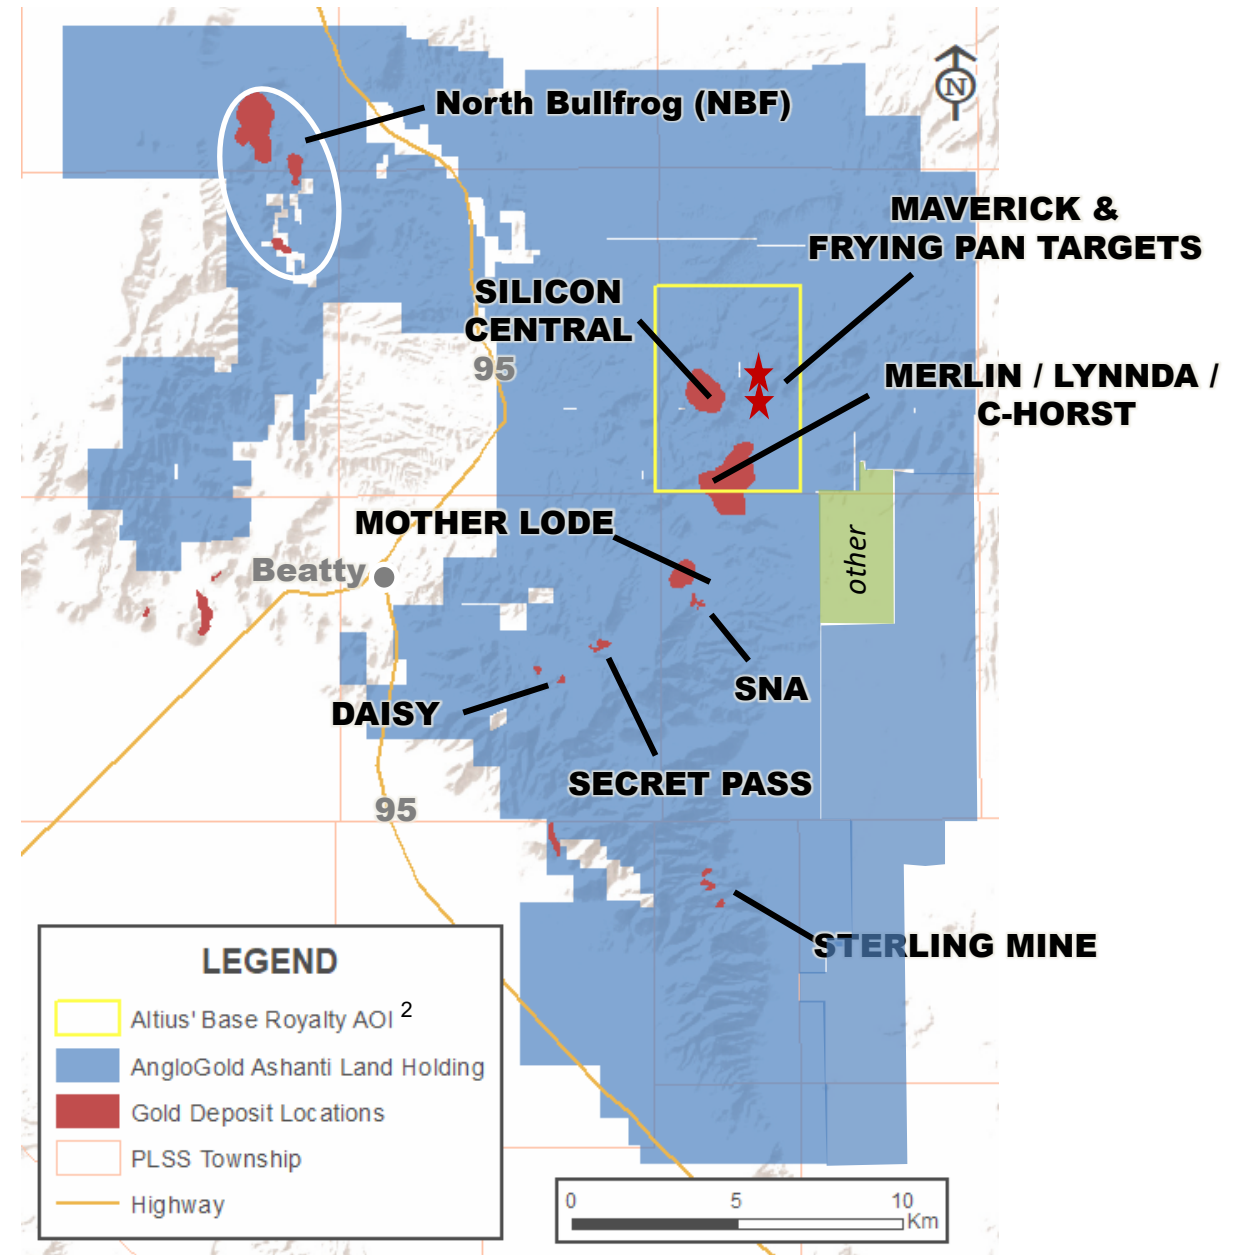 North Bullfrog (NBF)
N
MAVERICK &
FRYING PAN TARGETS
SILICON
CENTRAL
95
MERLIN / LYNNDA /
C-HORST
MOTHER LODE
other
Beatty
SNA
DAISY
SECRET PASS
95
STERLING MINE
LEGEND
Altius' Base Royalty AOI 2
AngloGold Ashanti Land Holding
Gold Deposit Locations
PLSS Township
Highway
0 5 10
Km